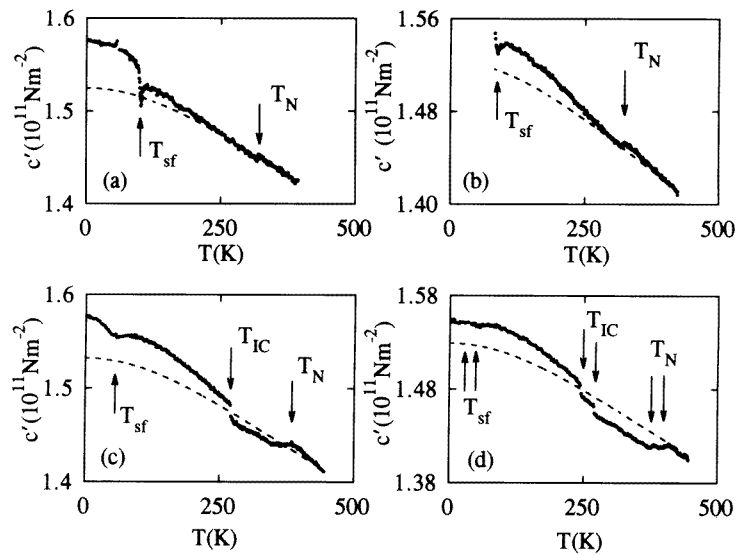 1.6
c′(10¹¹Nm⁻²)
1.5
1.4
T_N
T_sf
(a)
0 250 500
T(K)
1.56
c′ (10¹¹Nm⁻²)
1.48
1.40
T_N
T_sf
(b)
0 250 500
T(K)
1.6
c′ (10¹¹Nm⁻²)
1.5
1.4
T_IC
T_N
T_sf
(c)
0 250 500
T(K)
1.58
c′ (10¹¹Nm⁻²)
1.48
1.38
T_IC
T_N
T_sf
(d)
0 250 500
T(K)